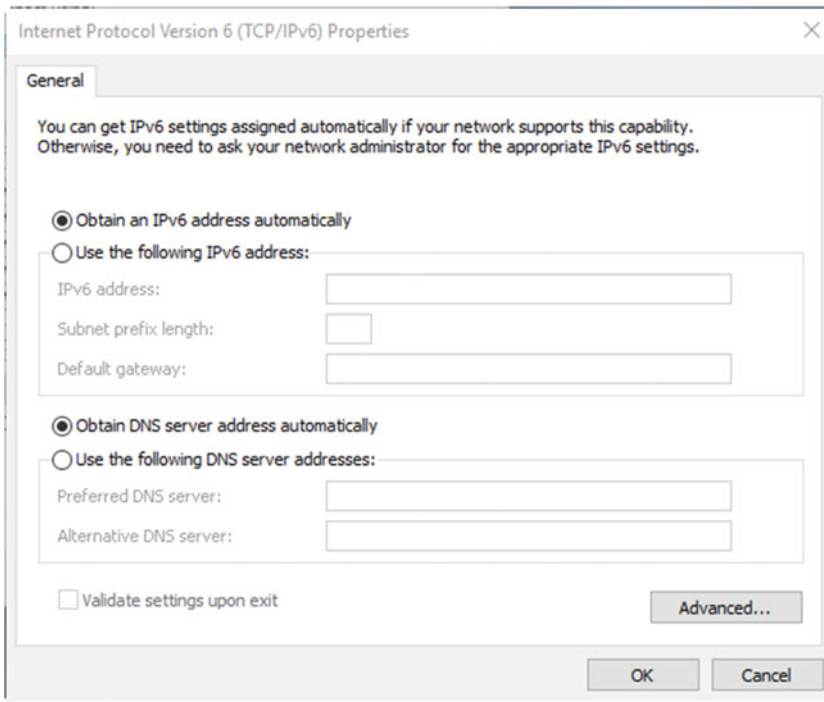 Internet Protocol Version 6 (TCP/IPv6) Properties
General
You can get IPv6 settings assigned automatically if your network supports this capability.
Otherwise, you need to ask your network administrator for the appropriate IPv6 settings.
Obtain an IPv6 address automatically
Use the following IPv6 address:
IPv6 address:
Subnet prefix length:
Default gateway:
Obtain DNS server address automatically
Use the following DNS server addresses:
Preferred DNS server:
Alternative DNS server:
Validate settings upon exit
Advanced...
OK Cancel